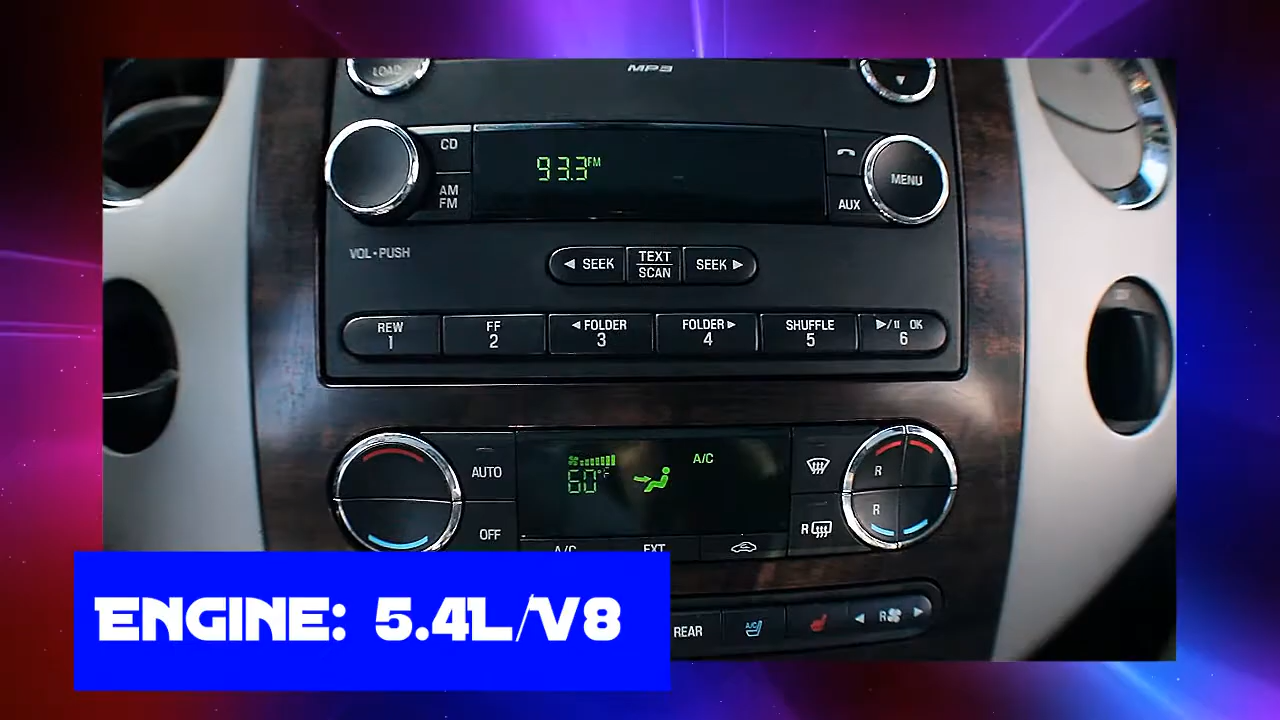 LOAD
MP3
CD
93.3 FM
AM
FM
MENU
AUX
VOL•PUSH
◄ SEEK
TEXT
SCAN
SEEK ►
REW
1
FF
2
◄ FOLDER
3
FOLDER ►
4
SHUFFLE
5
►/II OK
6
AUTO
60°F
A/C
R
OFF
R
R
A/C
EXT
ENGINE: 5.4L/V8
REAR
A/C
◄ R ►